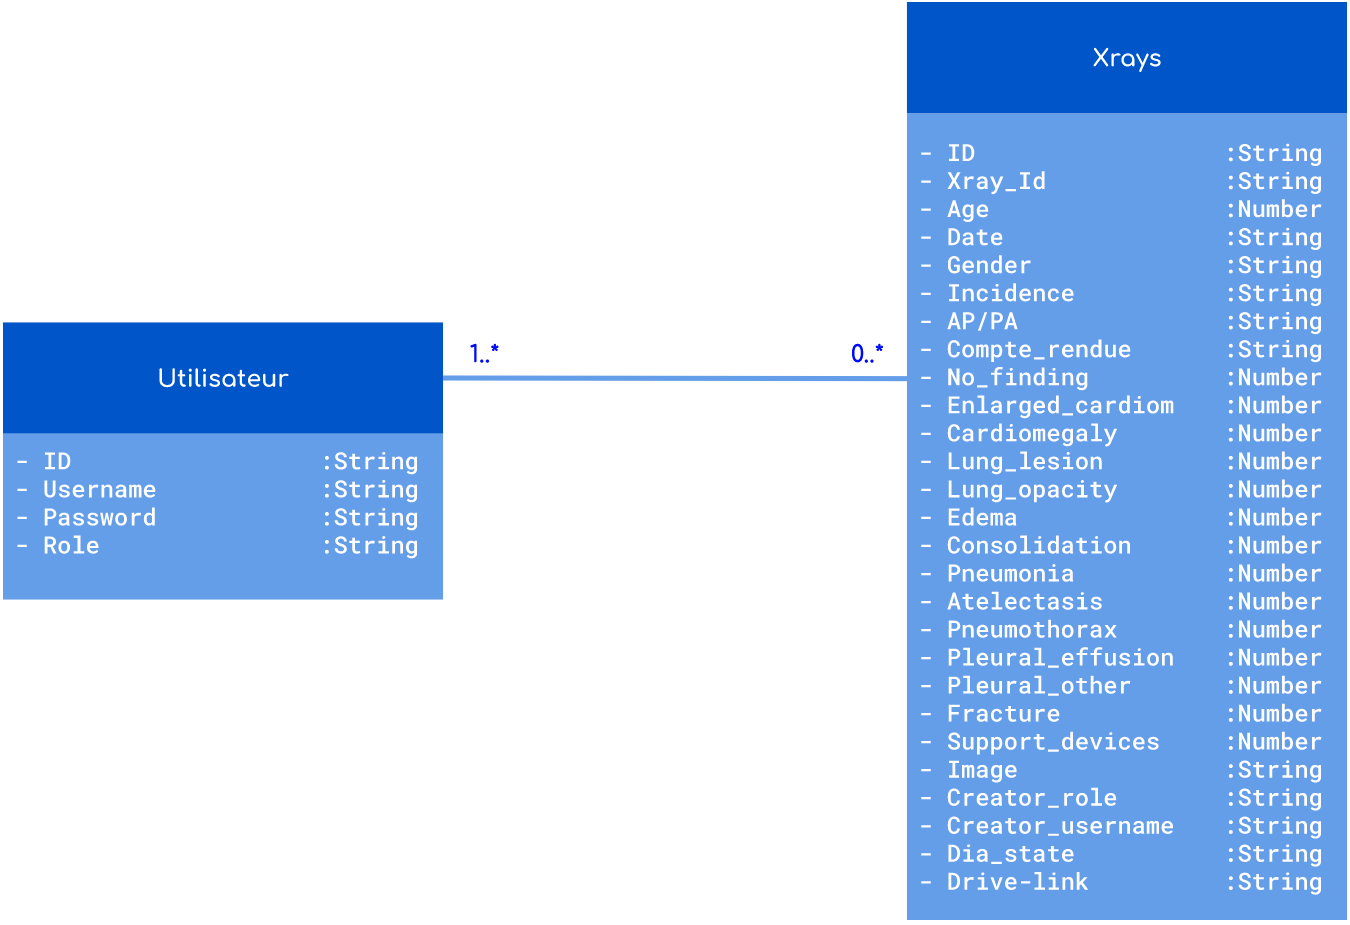 Utilisateur
- ID :String
- Username :String
- Password :String
- Role :String
1..*
0..*
Xrays
- ID :String
- Xray_Id :String
- Age :Number
- Date :String
- Gender :String
- Incidence :String
- AP/PA :String
- Compte_rendue :String
- No_finding :Number
- Enlarged_cardiom :Number
- Cardiomegaly :Number
- Lung_lesion :Number
- Lung_opacity :Number
- Edema :Number
- Consolidation :Number
- Pneumonia :Number
- Atelectasis :Number
- Pneumothorax :Number
- Pleural_effusion :Number
- Pleural_other :Number
- Fracture :Number
- Support_devices :Number
- Image :String
- Creator_role :String
- Creator_username :String
- Dia_state :String
- Drive-link :String